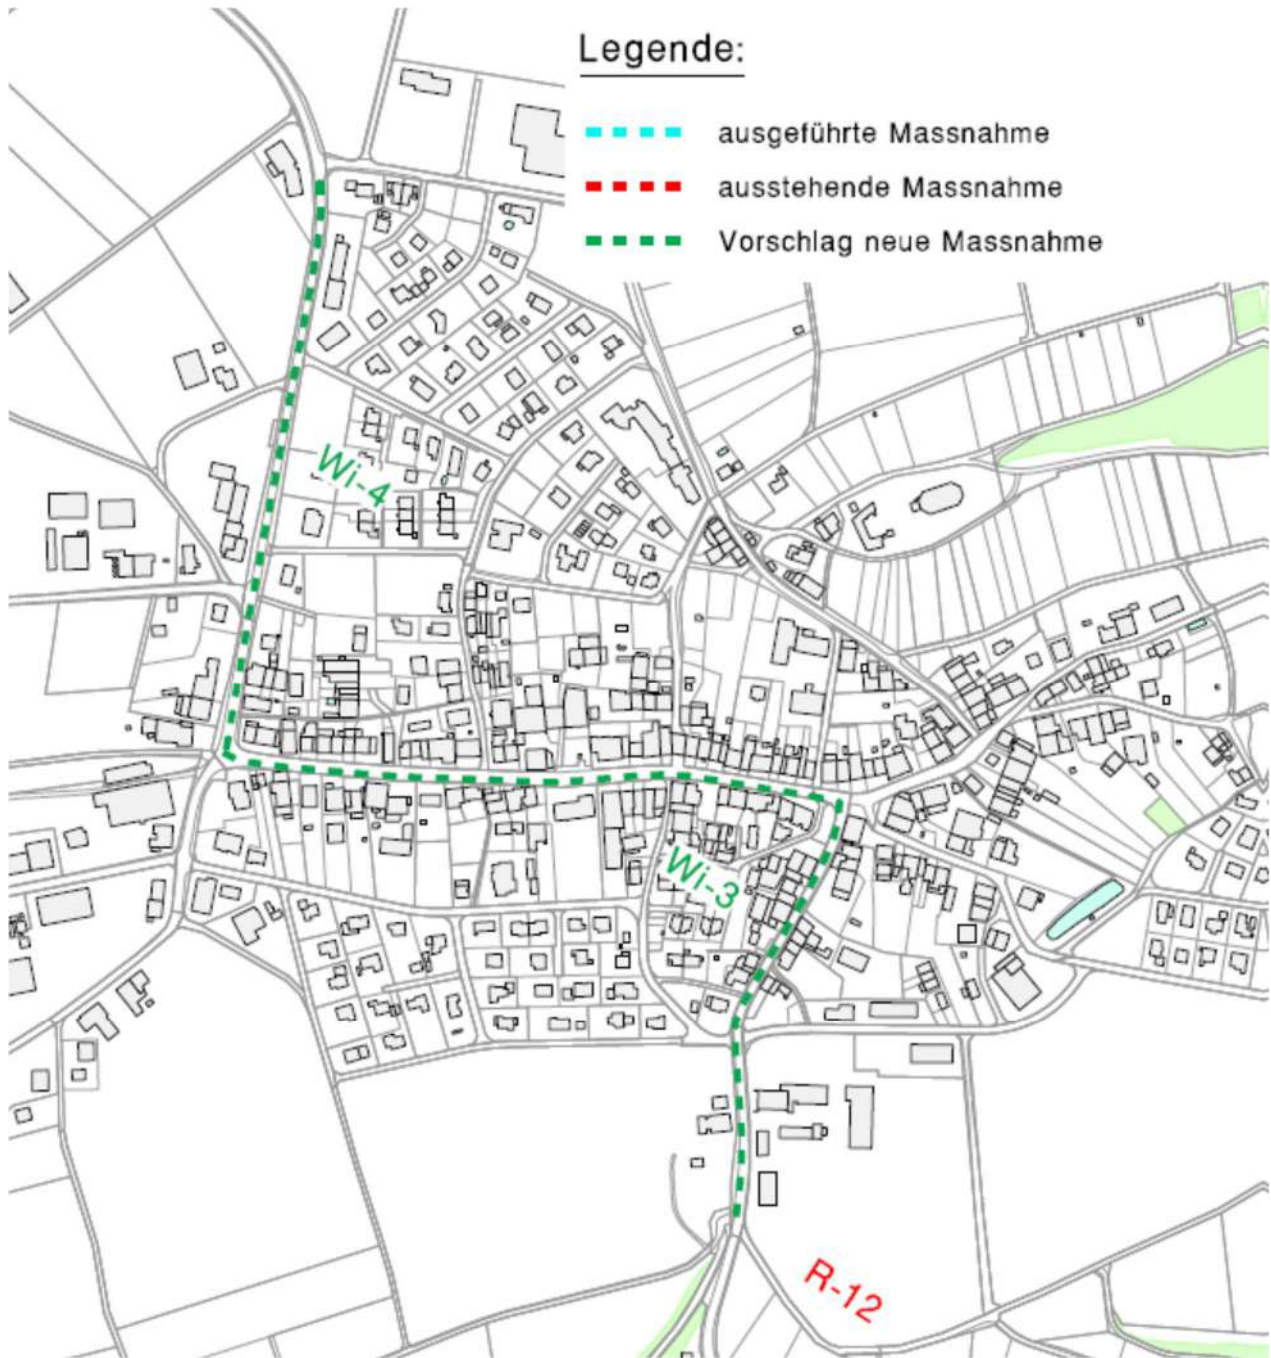 Legende:
ausgeführte Massnahme
ausstehende Massnahme
Vorschlag neue Massnahme
Wi-4
Wi-3
R-12